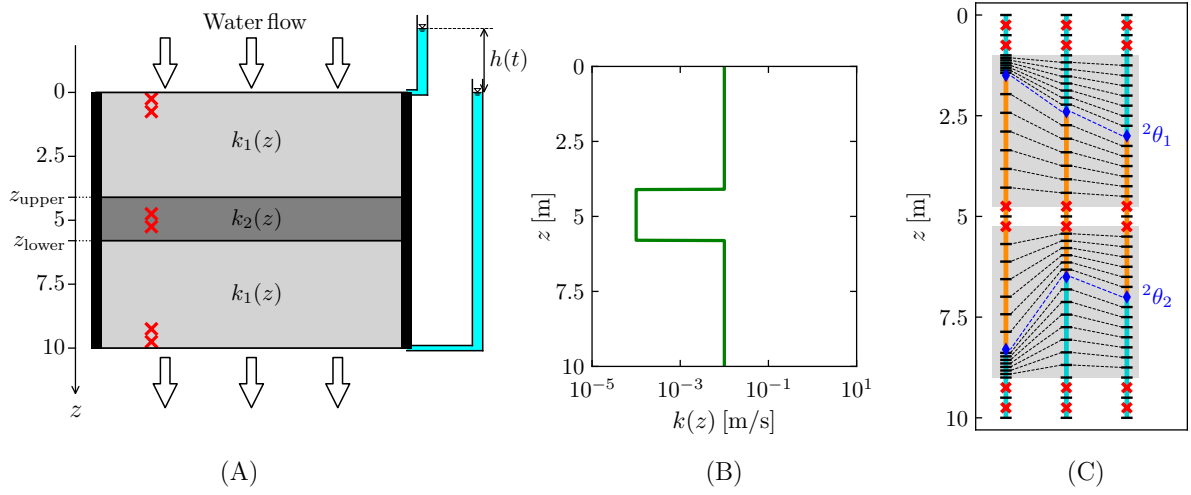 Water flow
h(t)
0
k₁(z)
2.5
z_upper
k₂(z)
5
z_lower
7.5
k₁(z)
10
z
(A)
0
2.5
5
7.5
10
z [m]
10⁻⁵
10⁻³
10⁻¹
10¹
k(z) [m/s]
(B)
0
2.5
5
7.5
10
z [m]
²θ₁
²θ₂
(C)